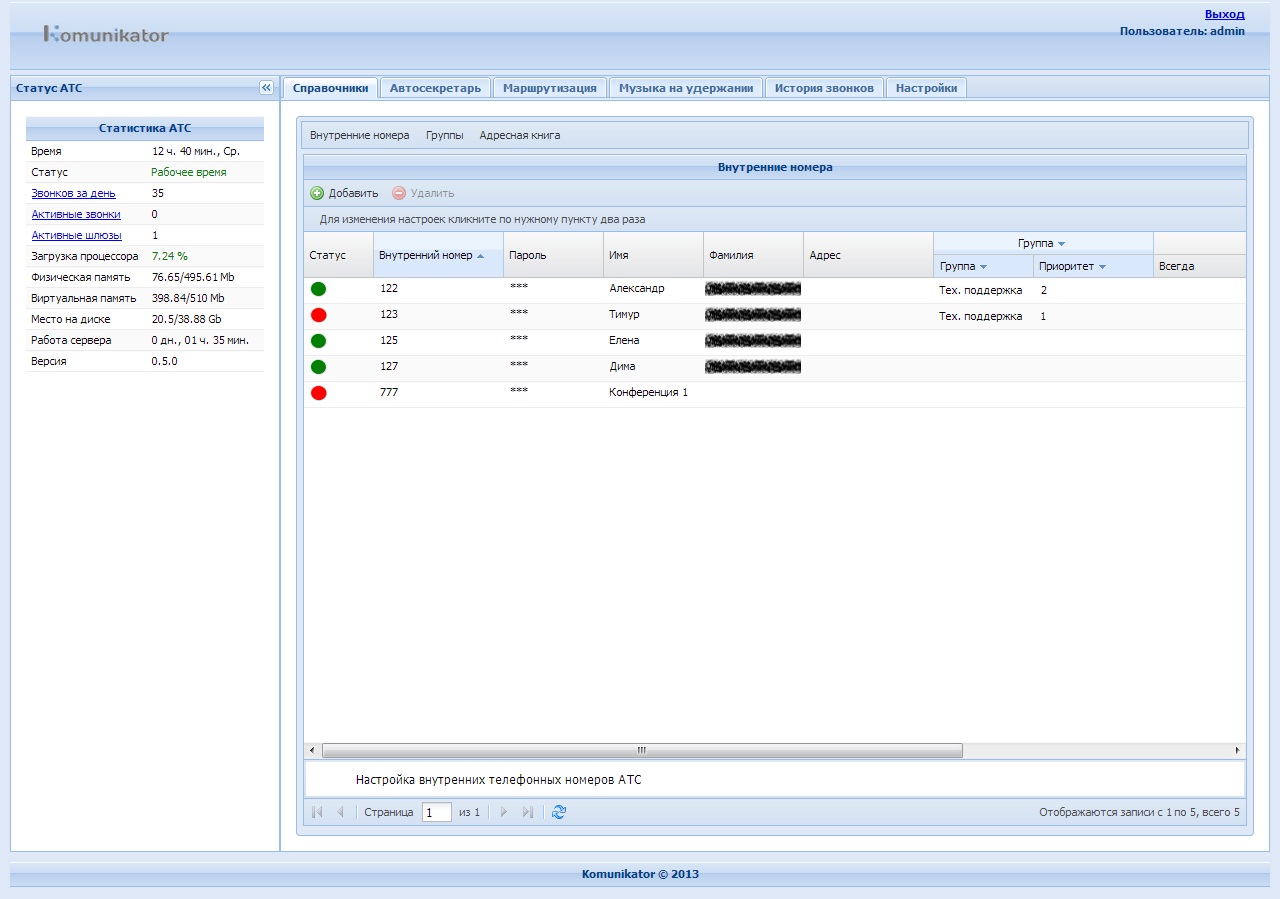 Komunikator
Выход
Пользователь: admin
Статус АТС
Справочники Автосекретарь Маршрутизация Музыка на удержании История звонков Настройки
Статистика АТС
Время 12 ч. 40 мин., Ср.
Статус Рабочее время
Звонков за день 35
Активные звонки 0
Активные шлюзы 1
Загрузка процессора 7.24 %
Физическая память 76.65/495.61 Mb
Виртуальная память 398.84/510 Mb
Место на диске 20.5/38.88 Gb
Работа сервера 0 дн., 01 ч. 35 мин.
Версия 0.5.0
Внутренние номера Группы Адресная книга
Внутренние номера
Добавить Удалить
Для изменения настроек кликните по нужному пункту два раза
Статус Внутренний номер Пароль Имя Фамилия Адрес Группа
Группа Приоритет Всегда
122 *** Александр Тех. поддержка 2
123 *** Тимур Тех. поддержка 1
125 *** Елена
127 *** Дима
777 *** Конференция 1
Настройка внутренних телефонных номеров АТС
Страница 1 из 1 Отображаются записи с 1 по 5, всего 5
Komunikator © 2013